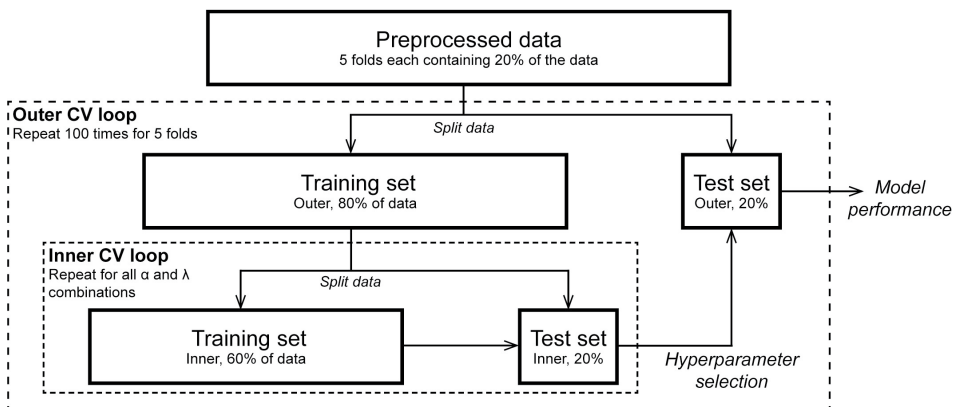 Preprocessed data
5 folds each containing 20% of the data
Outer CV loop
Repeat 100 times for 5 folds
Split data
Training set
Outer, 80% of data
Test set
Outer, 20%
Model
performance
Inner CV loop
Repeat for all α and λ
combinations
Split data
Training set
Inner, 60% of data
Test set
Inner, 20%
Hyperparameter
selection